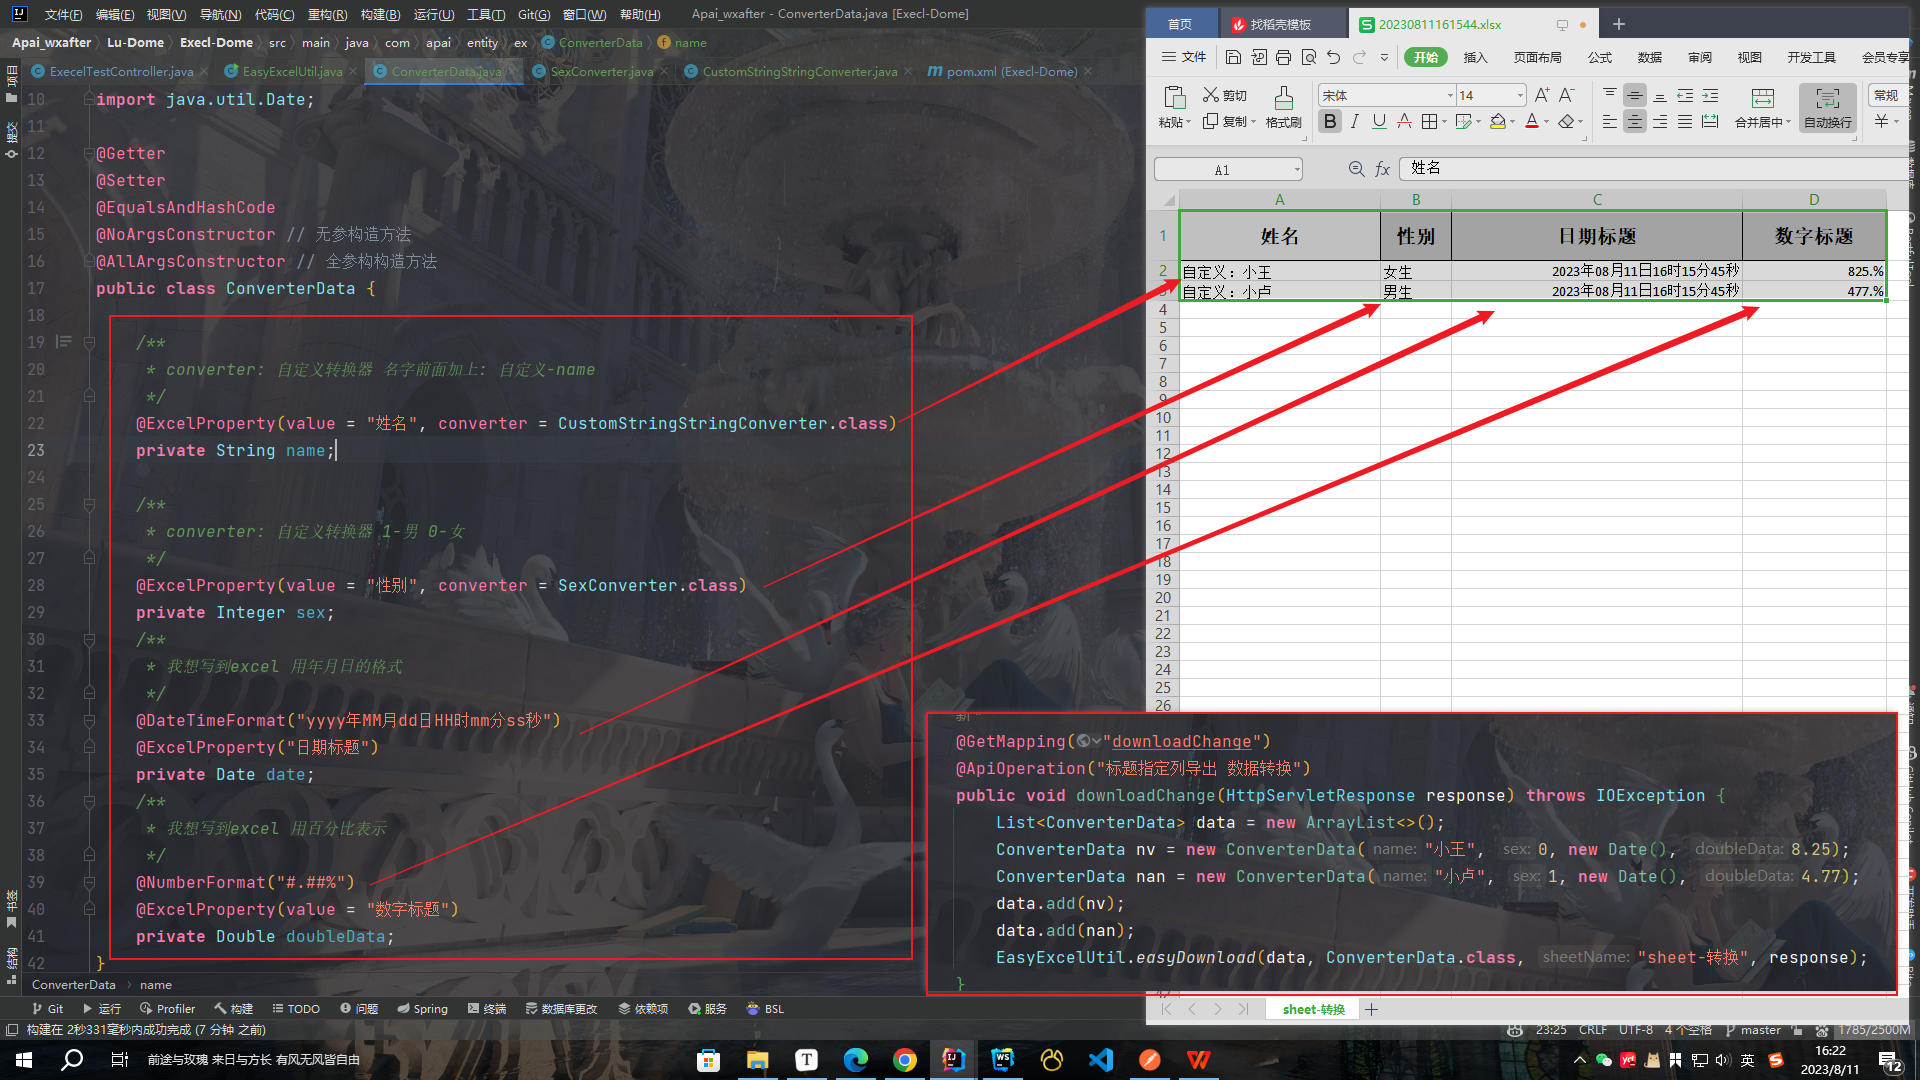 文件(F) 编辑(E) 视图(V) 导航(N) 代码(C) 重构(R) 构建(B) 运行(U) 工具(T) Git(G) 窗口(W) 帮助(H) Apai_wxafter - ConverterData.java [Execl-Dome]
Apai_wxafter Lu-Dome Execl-Dome src main java com apai entity ex ConverterData name
ExecelTestController.java EasyExcelUtil.java ConverterData.java SexConverter.java CustomStringStringConverter.java pom.xml (Execl-Dome)
项目
提交
书签
结构
10 import java.util.Date;
11
12 @Getter
13 @Setter
14 @EqualsAndHashCode
15 @NoArgsConstructor // 无参构造方法
16 @AllArgsConstructor // 全参构构造方法
17 public class ConverterData {
18
19 /**
20 * converter: 自定义转换器 名字前面加上: 自定义-name
21 */
22 @ExcelProperty(value = "姓名", converter = CustomStringStringConverter.class)
23 private String name;
24
25 /**
26 * converter: 自定义转换器 1-男 0-女
27 */
28 @ExcelProperty(value = "性别", converter = SexConverter.class)
29 private Integer sex;
30 /**
31 * 我想写到excel 用年月日的格式
32 */
33 @DateTimeFormat("yyyy年MM月dd日HH时mm分ss秒")
34 @ExcelProperty("日期标题")
35 private Date date;
36 /**
37 * 我想写到excel 用百分比表示
38 */
39 @NumberFormat("#.##%")
40 @ExcelProperty(value = "数字标题")
41 private Double doubleData;
42 }
ConverterData name
Git 运行 Profiler 构建 TODO 问题 Spring 终端 数据库更改 依赖项 服务 BSL
构建在 2秒331毫秒内成功完成 (7 分钟 之前)
首页 找稻壳模板 20230811161544.xlsx
文件 开始 插入 页面布局 公式 数据 审阅 视图 开发工具 会员专享
粘贴 剪切 复制 格式刷 宋体 14 合并居中 自动换行 常规
A1 fx 姓名
A B C D
1 姓名 性别 日期标题 数字标题
2 自定义：小王 女生 2023年08月11日16时15分45秒 825.%
3 自定义：小卢 男生 2023年08月11日16时15分45秒 477.%
4
5
6
7
8
9
10
11
12
13
14
15
16
17
18
19
20
21
22
23
24
25
26
@GetMapping("downloadChange")
@ApiOperation("标题指定列导出 数据转换")
public void downloadChange(HttpServletResponse response) throws IOException {
List<ConverterData> data = new ArrayList<>();
ConverterData nv = new ConverterData( name: "小王", sex: 0, new Date(), doubleData: 8.25);
ConverterData nan = new ConverterData( name: "小卢", sex: 1, new Date(), doubleData: 4.77);
data.add(nv);
data.add(nan);
EasyExcelUtil.easyDownload(data, ConverterData.class, sheetName: "sheet-转换", response);
}
sheet-转换
23:25 CRLF UTF-8 4 个空格 master 1785/2500M
前途与玫瑰 来日与方长 有风无风皆自由
英
16:22
2023/8/11
12